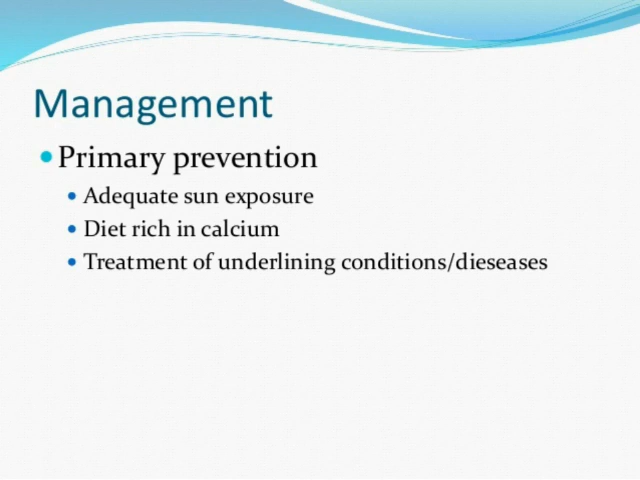 Management
• Primary prevention
• Adequate sun exposure
• Diet rich in calcium
• Treatment of underlining conditions/dieseases